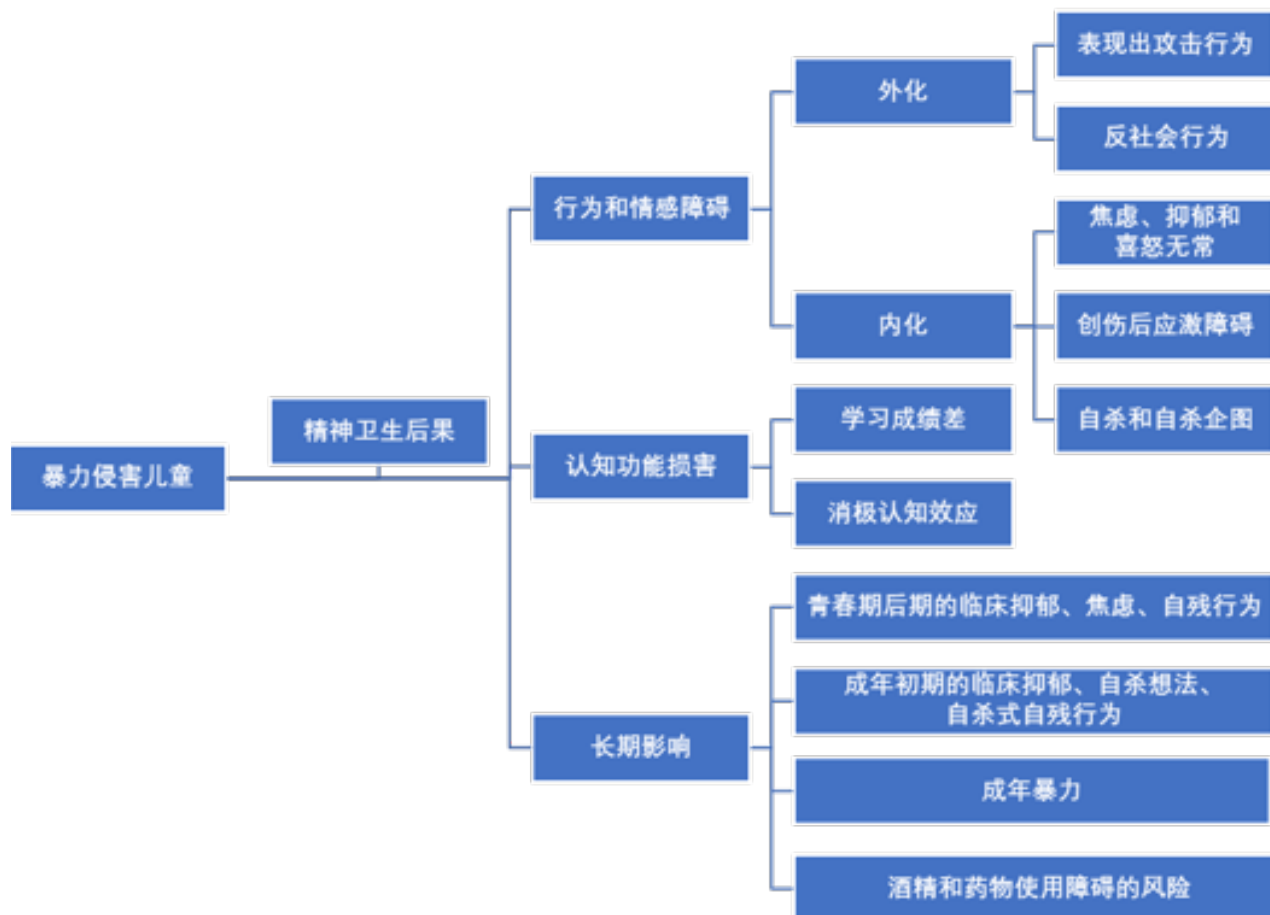 表现出攻击行为
外化
反社会行为
行为和情感障碍
焦虑、抑郁和
喜怒无常
内化
创伤后应激障碍
自杀和自杀企图
精神卫生后果
暴力侵害儿童
认知功能损害
学习成绩差
消极认知效应
长期影响
青春期后期的临床抑郁、焦虑、自残行为
成年初期的临床抑郁、自杀想法、
自杀式自残行为
成年暴力
酒精和药物使用障碍的风险